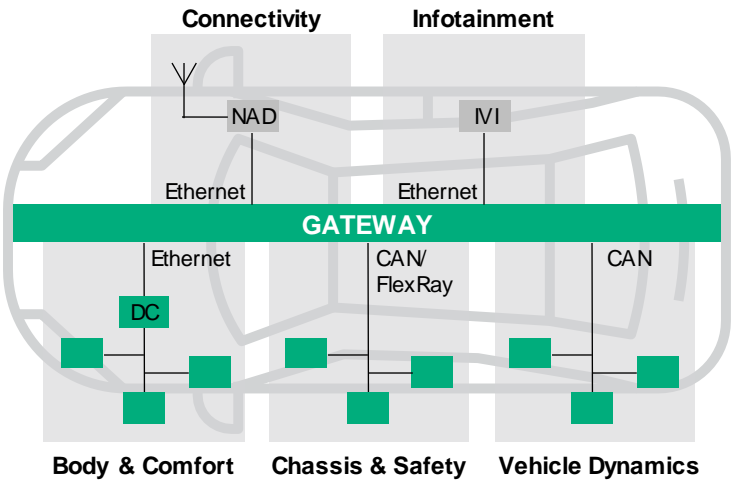 Connectivity
Infotainment
NAD
IVI
Ethernet
Ethernet
GATEWAY
Ethernet
CAN/
FlexRay
CAN
DC
Body & Comfort
Chassis & Safety
Vehicle Dynamics